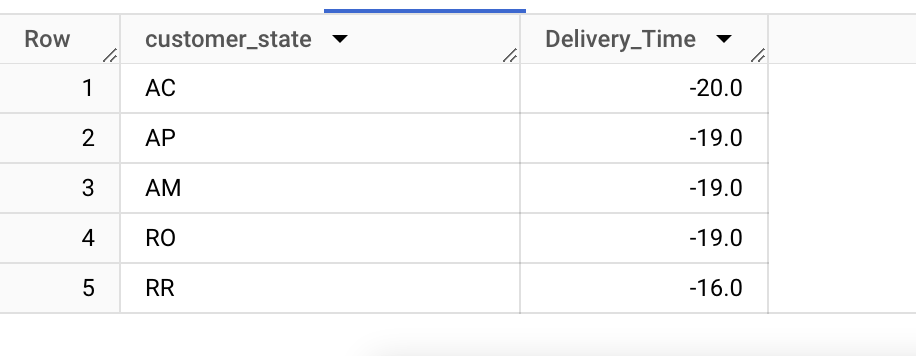 Row customer_state Delivery_Time
1 AC -20.0
2 AP -19.0
3 AM -19.0
4 RO -19.0
5 RR -16.0